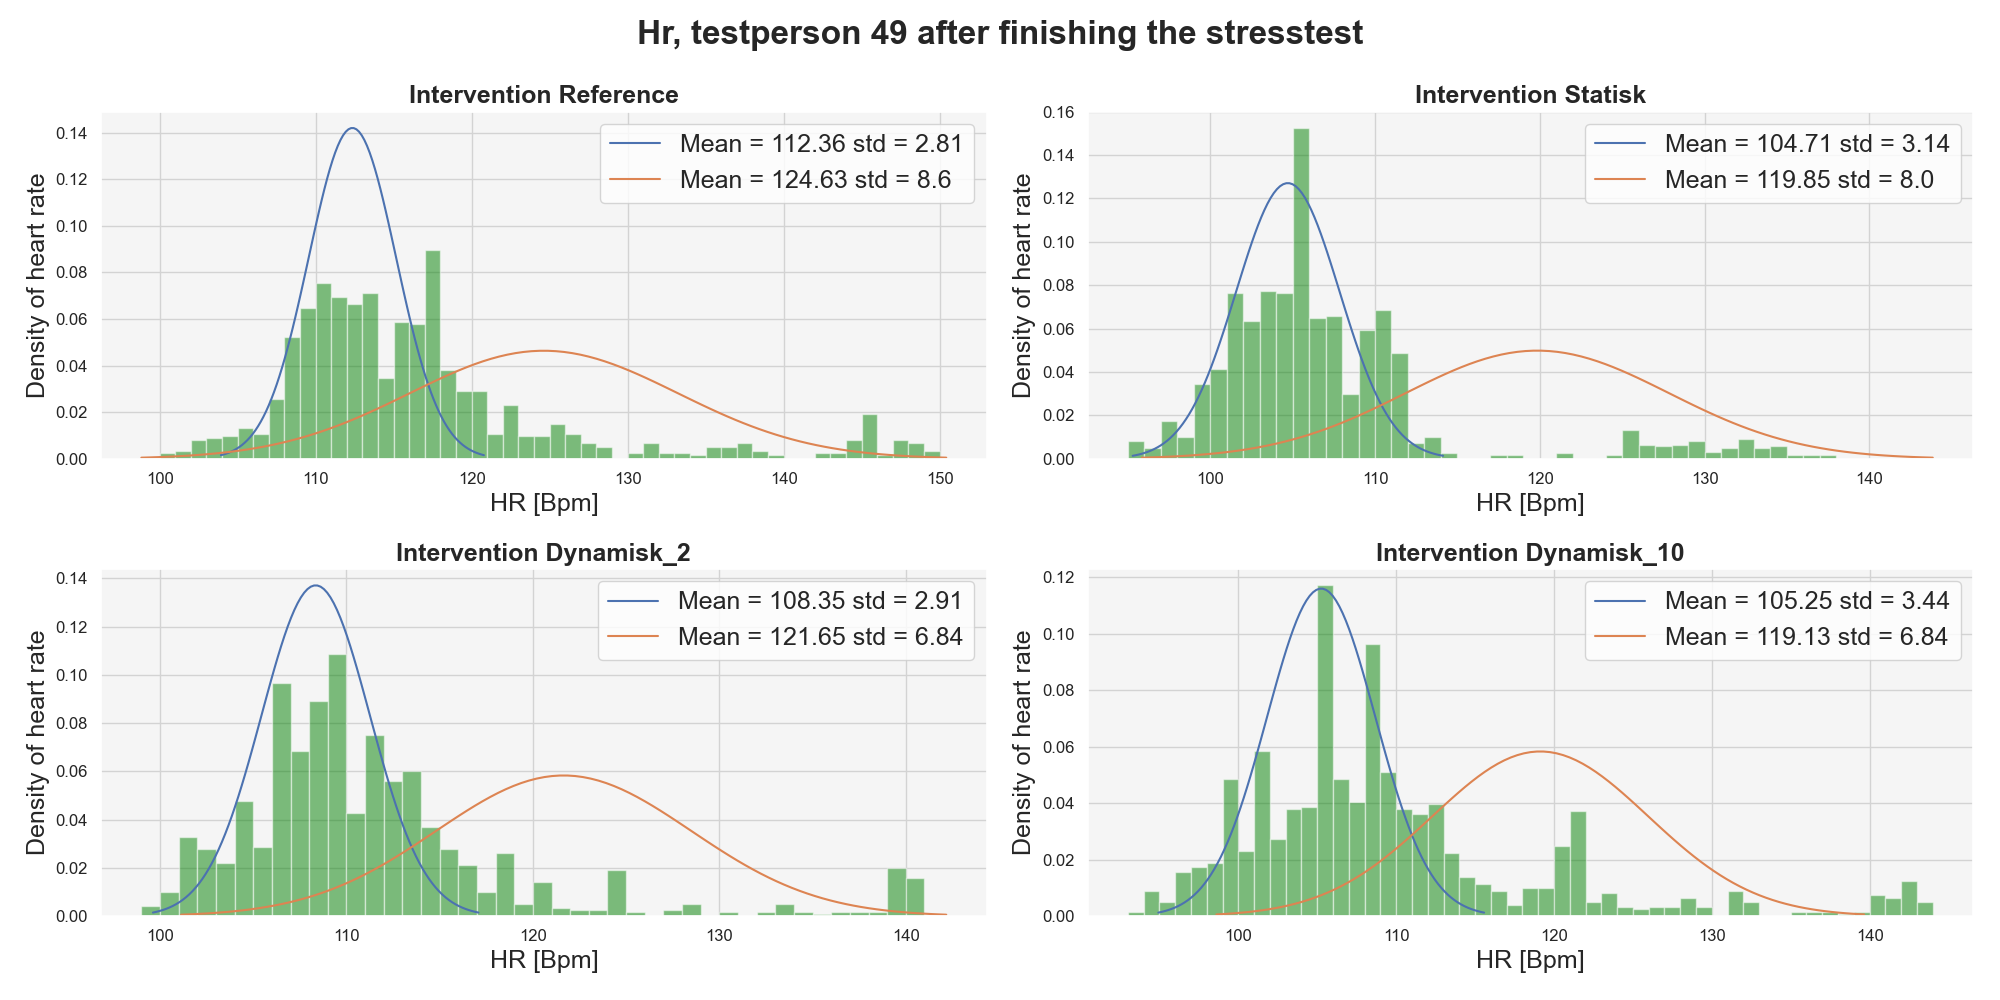 Hr, testperson 49 after finishing the stresstest
Intervention Reference
Mean = 112.36 std = 2.81
Mean = 124.63 std = 8.6
Density of heart rate
0.14
0.12
0.10
0.08
0.06
0.04
0.02
0.00
100 110 120 130 140 150
HR [Bpm]
Intervention Statisk
Mean = 104.71 std = 3.14
Mean = 119.85 std = 8.0
Density of heart rate
0.16
0.14
0.12
0.10
0.08
0.06
0.04
0.02
0.00
100 110 120 130 140
HR [Bpm]
Intervention Dynamisk_2
Mean = 108.35 std = 2.91
Mean = 121.65 std = 6.84
Density of heart rate
0.14
0.12
0.10
0.08
0.06
0.04
0.02
0.00
100 110 120 130 140
HR [Bpm]
Intervention Dynamisk_10
Mean = 105.25 std = 3.44
Mean = 119.13 std = 6.84
Density of heart rate
0.12
0.10
0.08
0.06
0.04
0.02
0.00
100 110 120 130 140
HR [Bpm]